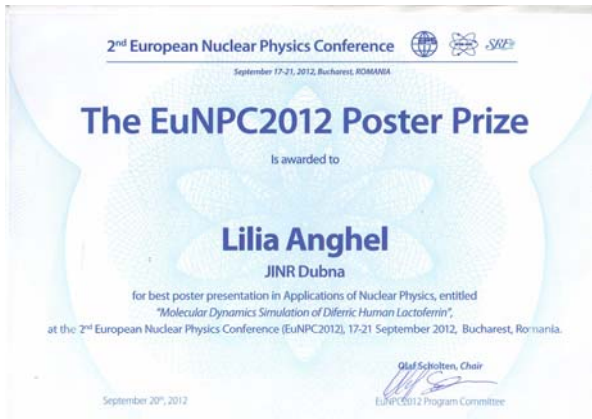 2nd European Nuclear Physics Conference SRF
September 17-21, 2012, Bucharest, ROMANIA
The EuNPC2012 Poster Prize
Is awarded to
Lilia Anghel
JINR Dubna
for best poster presentation in Applications of Nuclear Physics, entitled
"Molecular Dynamics Simulation of Diferric Human Lactoferrin",
at the 2nd European Nuclear Physics Conference (EuNPC2012), 17-21 September 2012, Bucharest, Romania.
Olaf Scholten, Chair
September 20th, 2012 EuNPC2012 Program Committee